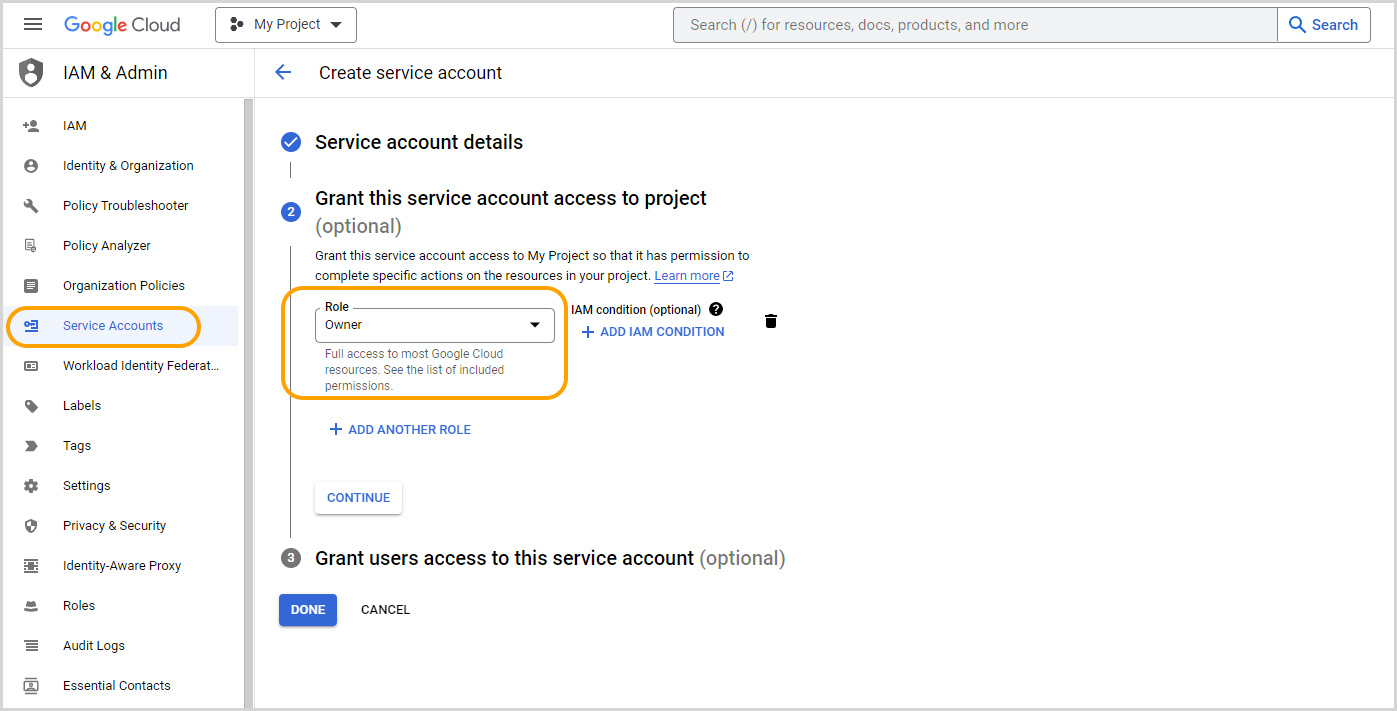 Google Cloud
My Project
Search (/) for resources, docs, products, and more
Search
IAM & Admin
Create service account
IAM
Identity & Organization
Policy Troubleshooter
Policy Analyzer
Organization Policies
Service Accounts
Workload Identity Federat...
Labels
Tags
Settings
Privacy & Security
Identity-Aware Proxy
Roles
Audit Logs
Essential Contacts
Service account details
2
Grant this service account access to project
(optional)
Grant this service account access to My Project so that it has permission to
complete specific actions on the resources in your project. Learn more
Role
Owner
Full access to most Google Cloud
resources. See the list of included
permissions.
IAM condition (optional) ?
+ ADD IAM CONDITION
+ ADD ANOTHER ROLE
CONTINUE
3
Grant users access to this service account (optional)
DONE
CANCEL